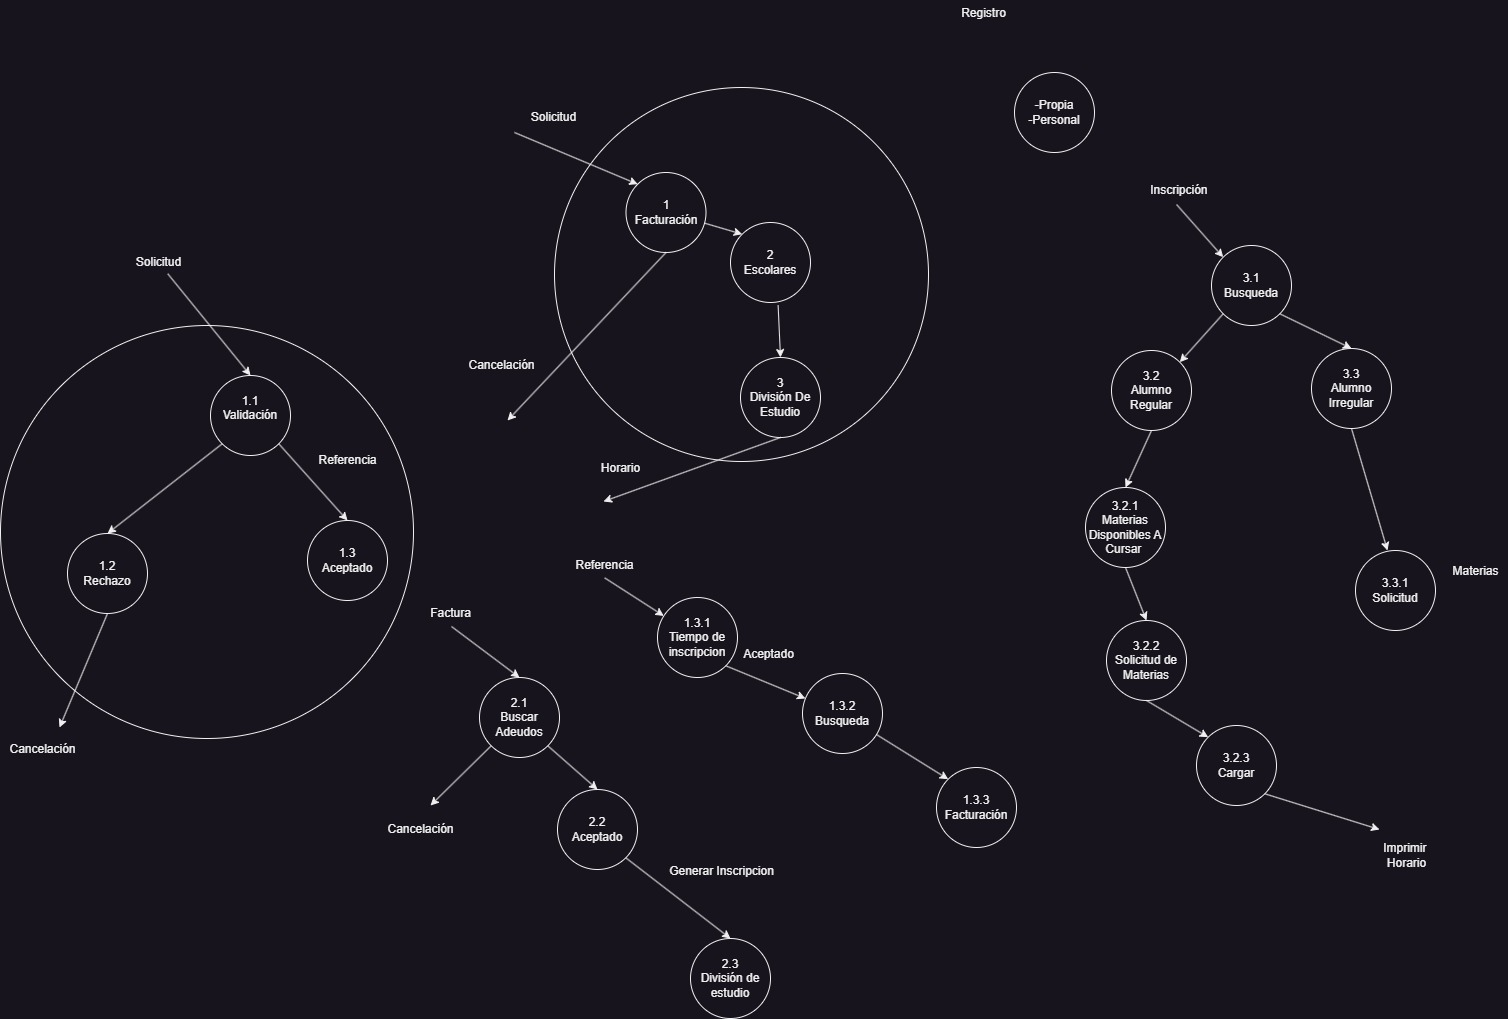 Registro
-Propia
-Personal
Solicitud
1
Facturación
2
Escolares
3
División De
Estudio
Cancelación
Horario
Solicitud
1.1
Validación
Referencia
1.2
Rechazo
1.3
Aceptado
Cancelación
Referencia
1.3.1
Tiempo de
inscripcion
Aceptado
1.3.2
Busqueda
1.3.3
Facturación
Factura
2.1
Buscar
Adeudos
Cancelación
2.2
Aceptado
Generar Inscripcion
2.3
División de
estudio
Inscripción
3.1
Busqueda
3.2
Alumno
Regular
3.3
Alumno
Irregular
3.2.1
Materias
Disponibles A
Cursar
3.3.1
Solicitud
Materias
3.2.2
Solicitud de
Materias
3.2.3
Cargar
Imprimir
Horario